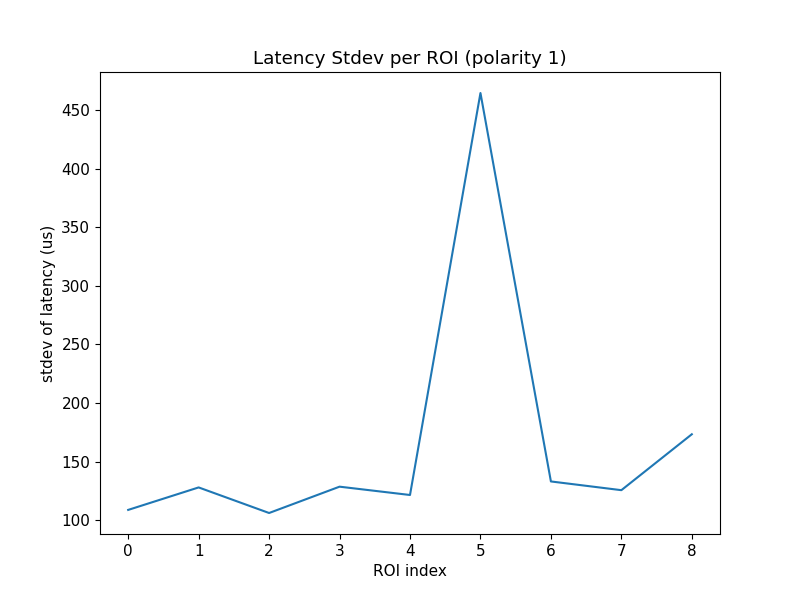 Latency Stdev per ROI (polarity 1)
stdev of latency (us)
450
400
350
300
250
200
150
100
0 1 2 3 4 5 6 7 8
ROI index